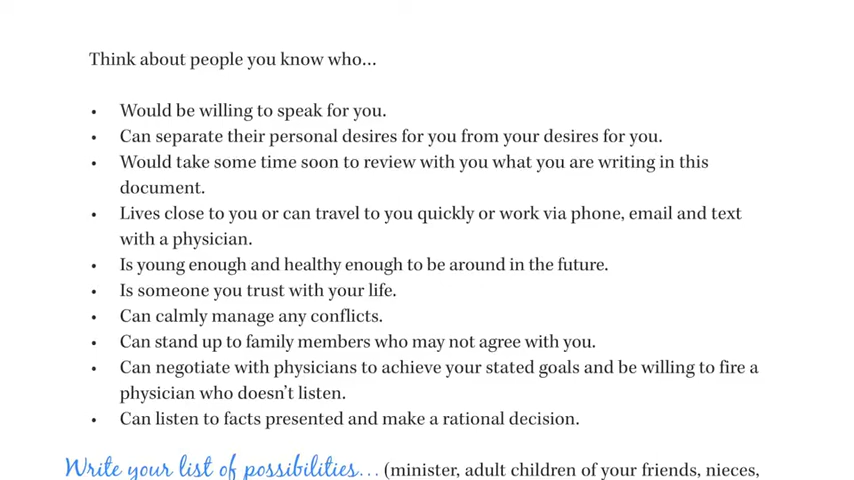 Think about people you know who...
• Would be willing to speak for you.
• Can separate their personal desires for you from your desires for you.
• Would take some time soon to review with you what you are writing in this
document.
• Lives close to you or can travel to you quickly or work via phone, email and text
with a physician.
• Is young enough and healthy enough to be around in the future.
• Is someone you trust with your life.
• Can calmly manage any conflicts.
• Can stand up to family members who may not agree with you.
• Can negotiate with physicians to achieve your stated goals and be willing to fire a
physician who doesn't listen.
• Can listen to facts presented and make a rational decision.
Write your list of possibilities... (minister, adult children of your friends, nieces,